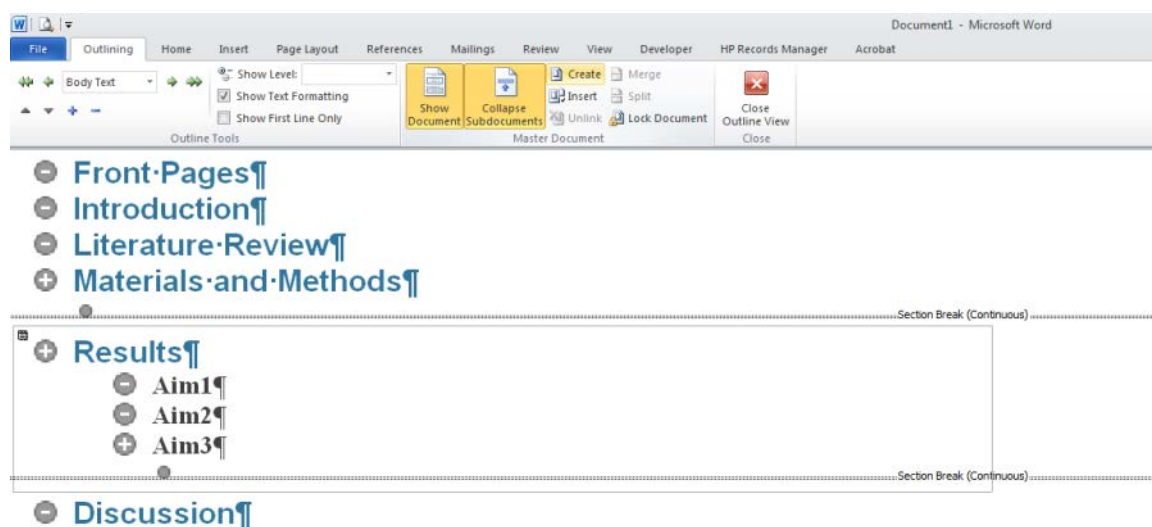 Document1 - Microsoft Word
File Outlining Home Insert Page Layout References Mailings Review View Developer HP Records Manager Acrobat
Body Text Show Level: Show Document Collapse Subdocuments Create Merge Close Outline View
Show Text Formatting Insert Split
Show First Line Only Unlink Lock Document
Outline Tools Master Document Close
Front·Pages¶
Introduction¶
Literature·Review¶
Materials·and·Methods¶
Section Break (Continuous)
Results¶
Aim1¶
Aim2¶
Aim3¶
Section Break (Continuous)
Discussion¶